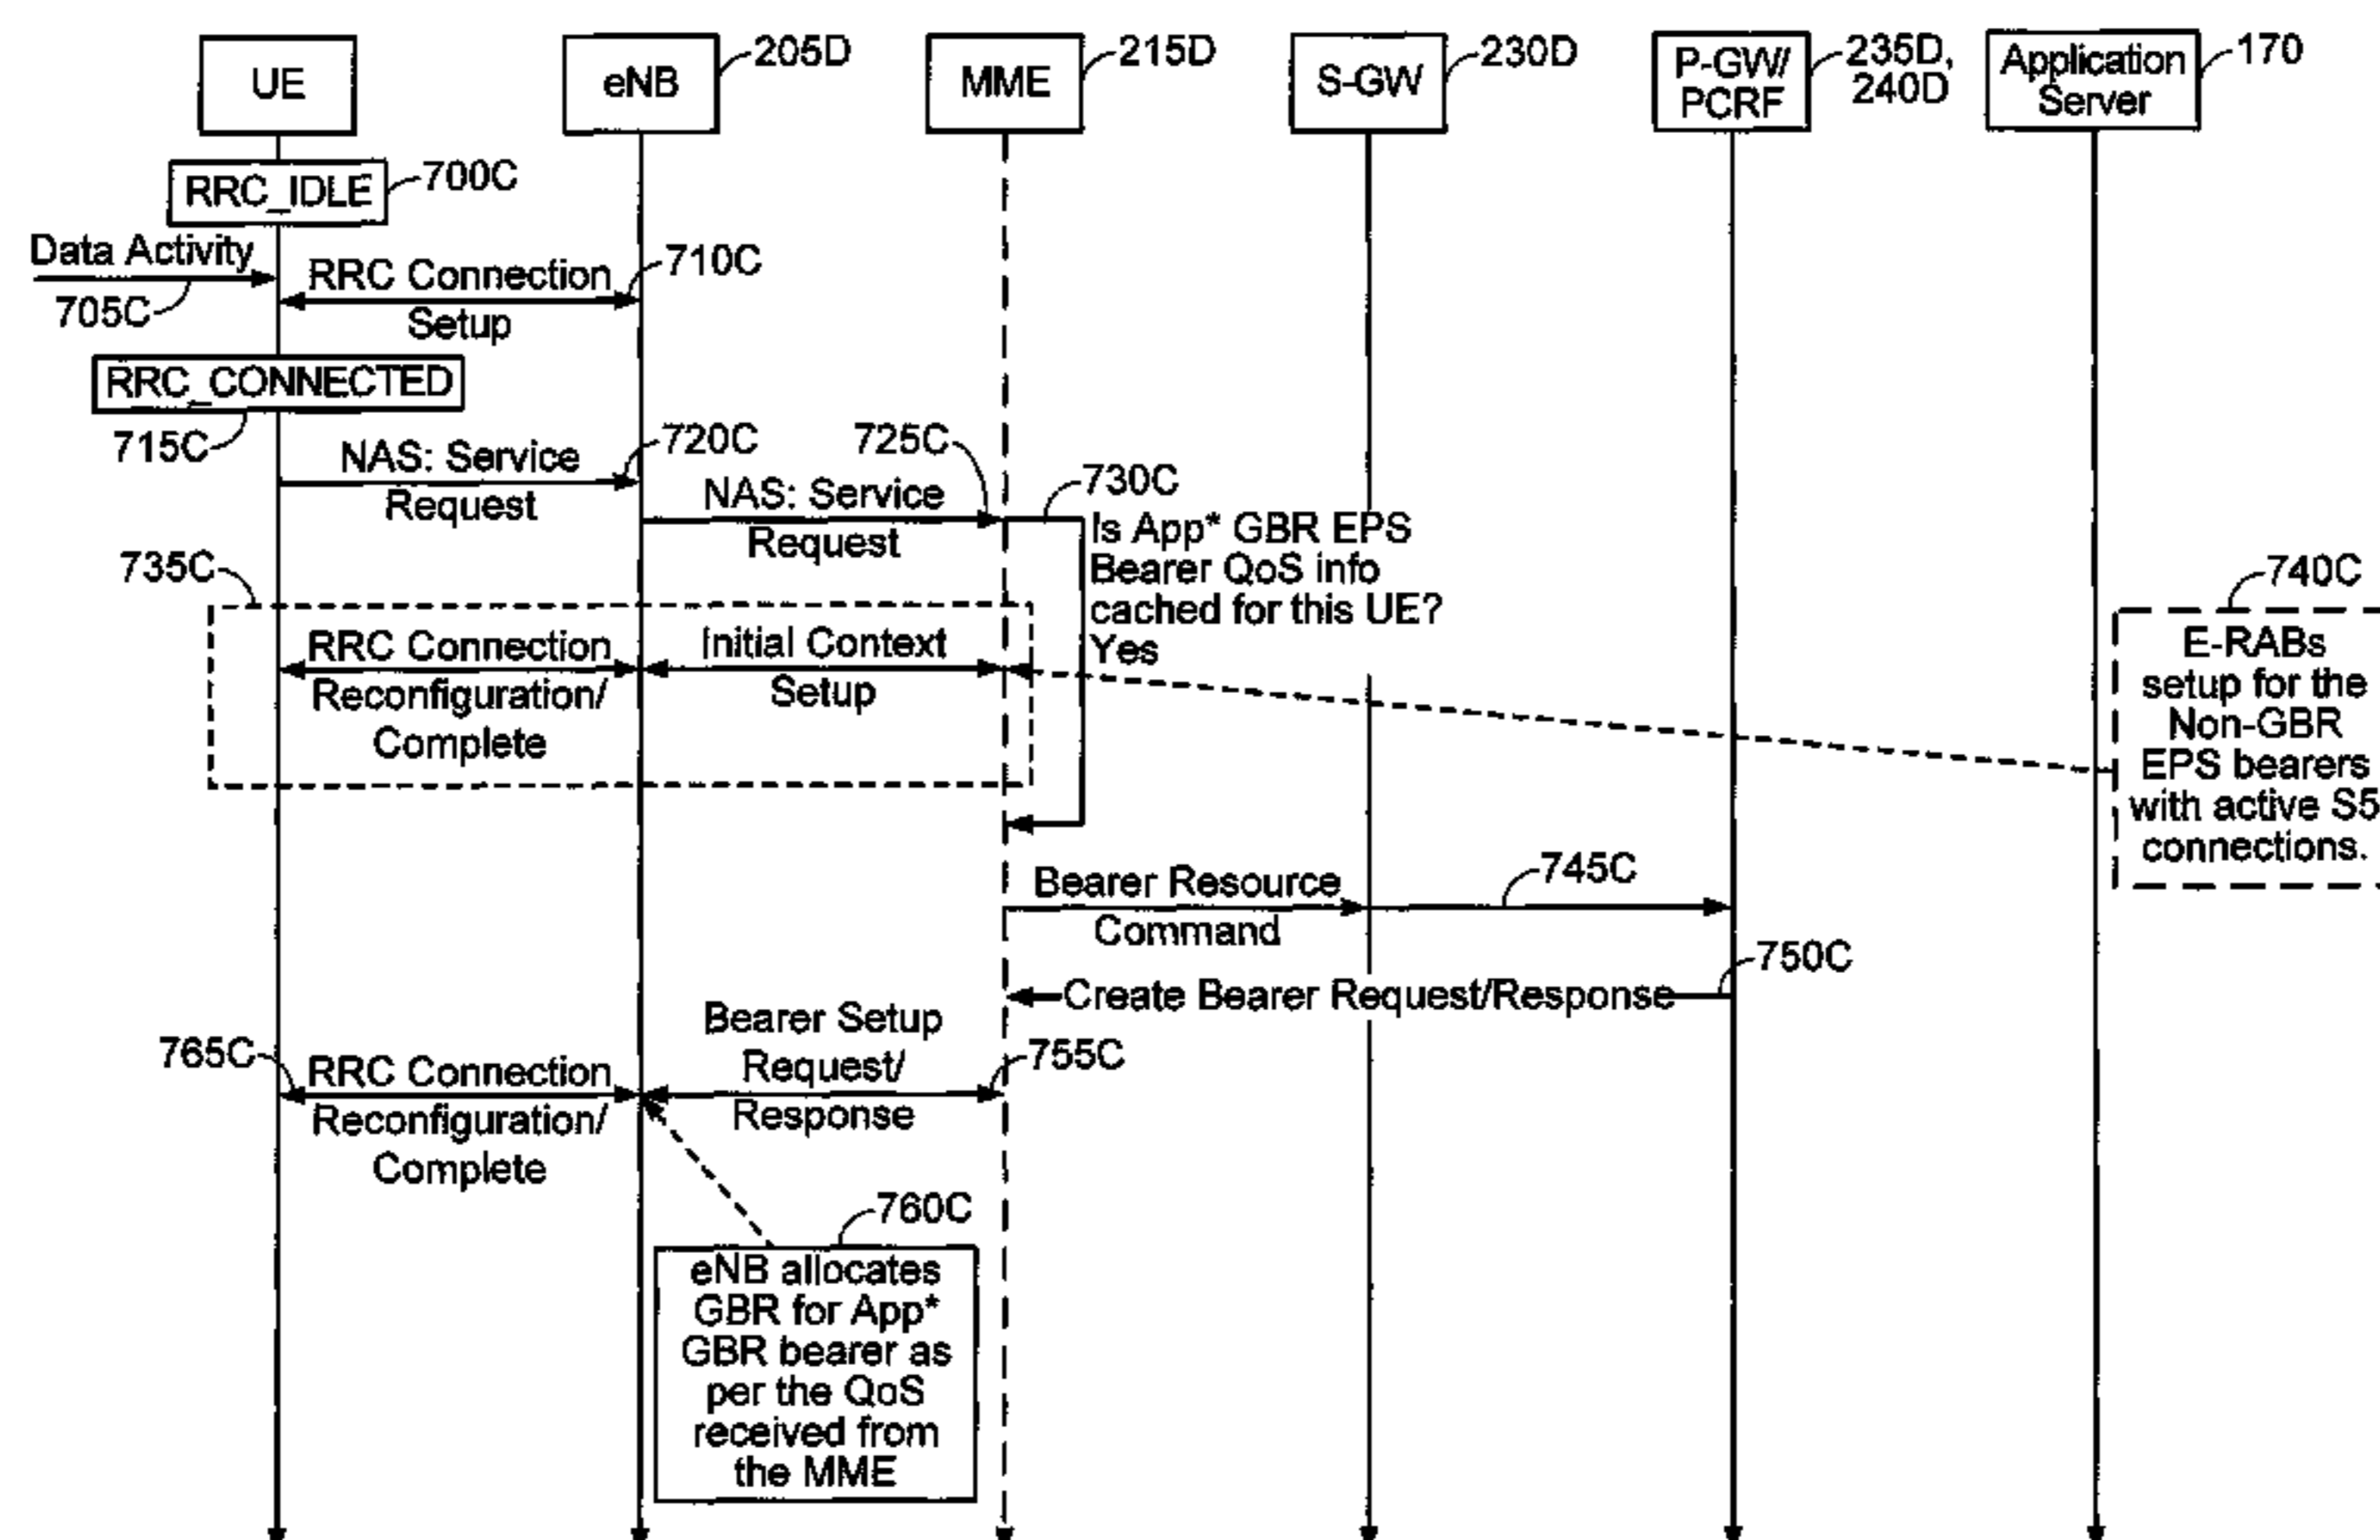 UE
eNB
205D
MME
215D
S-GW
230D
P-GW/
PCRF
235D,
240D
Application
Server
170
RRC_IDLE
700C
Data Activity
705C
RRC Connection
Setup
710C
RRC_CONNECTED
715C
NAS: Service
Request
720C
NAS: Service
Request
725C
730C
Is App* GBR EPS
Bearer QoS info
cached for this UE?
Yes
735C
RRC Connection
Reconfiguration/
Complete
Initial Context
Setup
740C
E-RABs
setup for the
Non-GBR
EPS bearers
with active S5
connections.
Bearer Resource
Command
745C
750C
Create Bearer Request/Response
Bearer Setup
Request/
Response
755C
765C
RRC Connection
Reconfiguration/
Complete
760C
eNB allocates
GBR for App*
GBR bearer as
per the QoS
received from
the MME